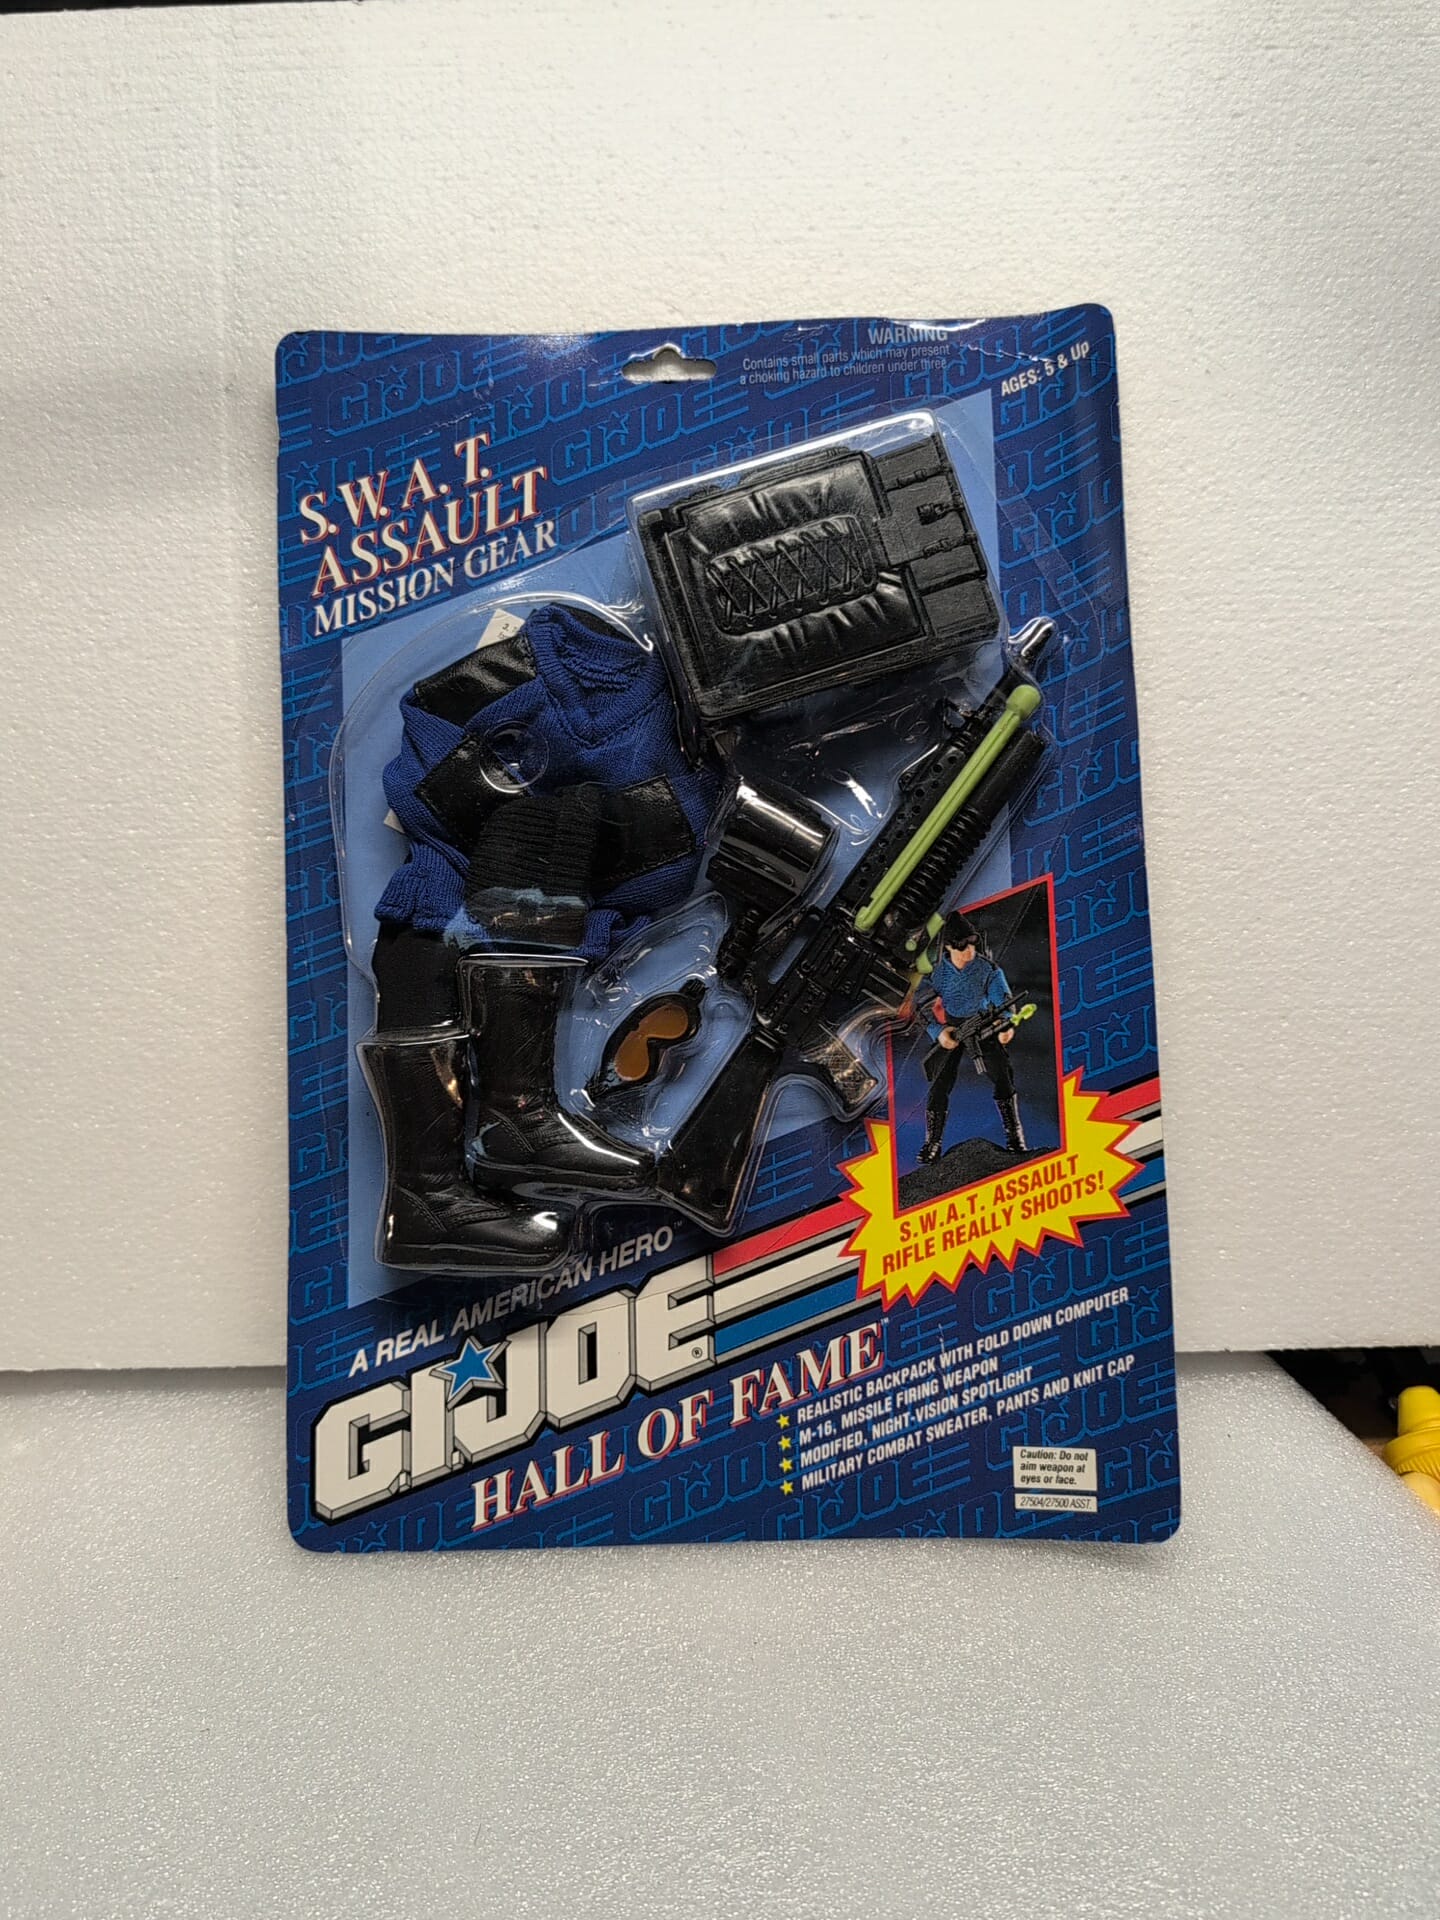 WARNING
Contains small parts which may present
a choking hazard to children under three.
AGES: 5 & Up
S.W.A.T.
ASSAULT
MISSION GEAR
S.W.A.T. ASSAULT
RIFLE REALLY SHOOTS!
A REAL AMERICAN HERO™
G.I.JOE®
HALL OF FAME™
★ REALISTIC BACKPACK WITH FOLD DOWN COMPUTER
★ M-16, MISSILE FIRING WEAPON
★ MODIFIED, NIGHT-VISION SPOTLIGHT
★ MILITARY COMBAT SWEATER, PANTS AND KNIT CAP
Caution: Do not
aim weapon at
eyes or face.
27504/27500 ASST.